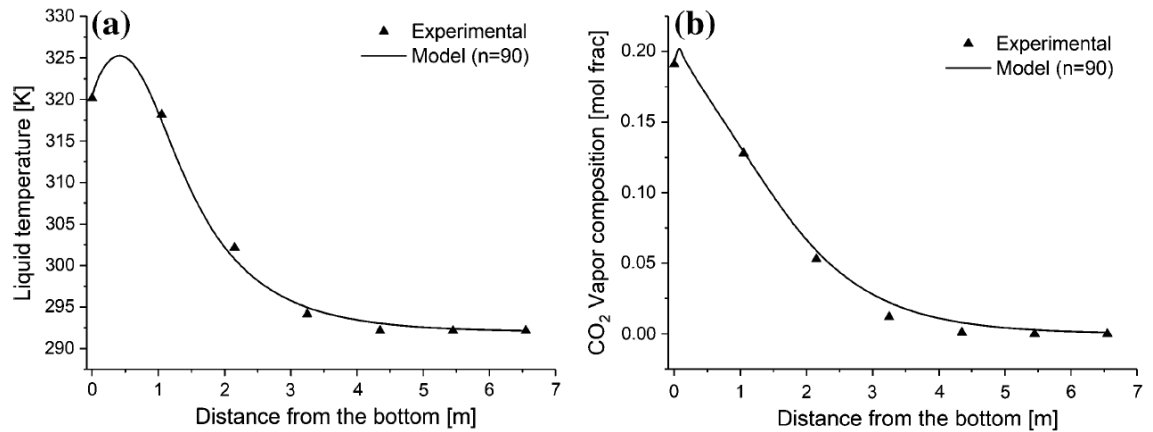 (a)
Experimental
Model (n=90)
Liquid temperature [K]
330
325
320
315
310
305
300
295
290
0 1 2 3 4 5 6 7
Distance from the bottom [m]
(b)
Experimental
Model (n=90)
CO₂ Vapor composition [mol frac]
0.20
0.15
0.10
0.05
0.00
0 1 2 3 4 5 6 7
Distance from the bottom [m]